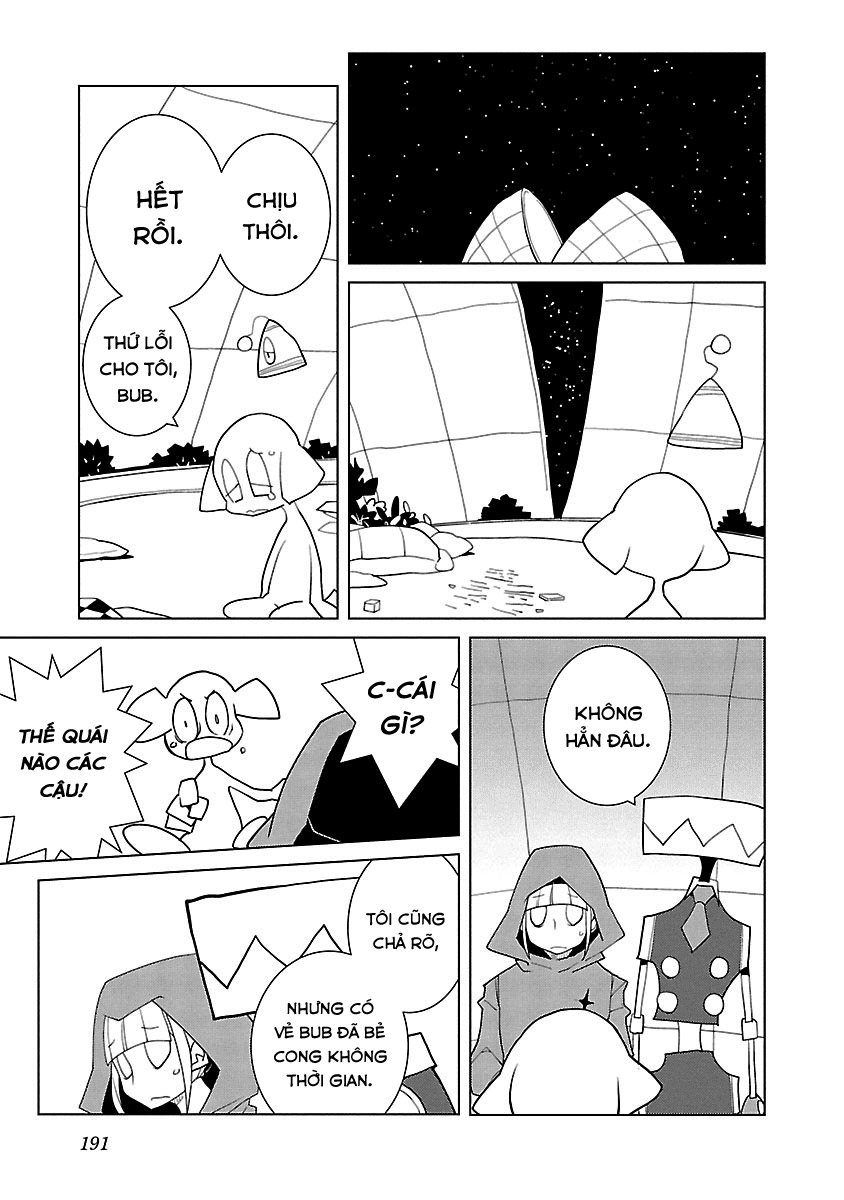 CHỊU
THÔI.
HẾT
RỒI.
THỨ LỖI
CHO TÔI,
BUB.
KHÔNG
HẲN ĐÂU.
C-CÁI
GÌ?
THẾ QUÁI
NÀO CÁC
CẬU!
TÔI CŨNG
CHẢ RÕ,
NHƯNG CÓ
VẺ BUB ĐÃ BẺ
CONG KHÔNG
THỜI GIAN.
191